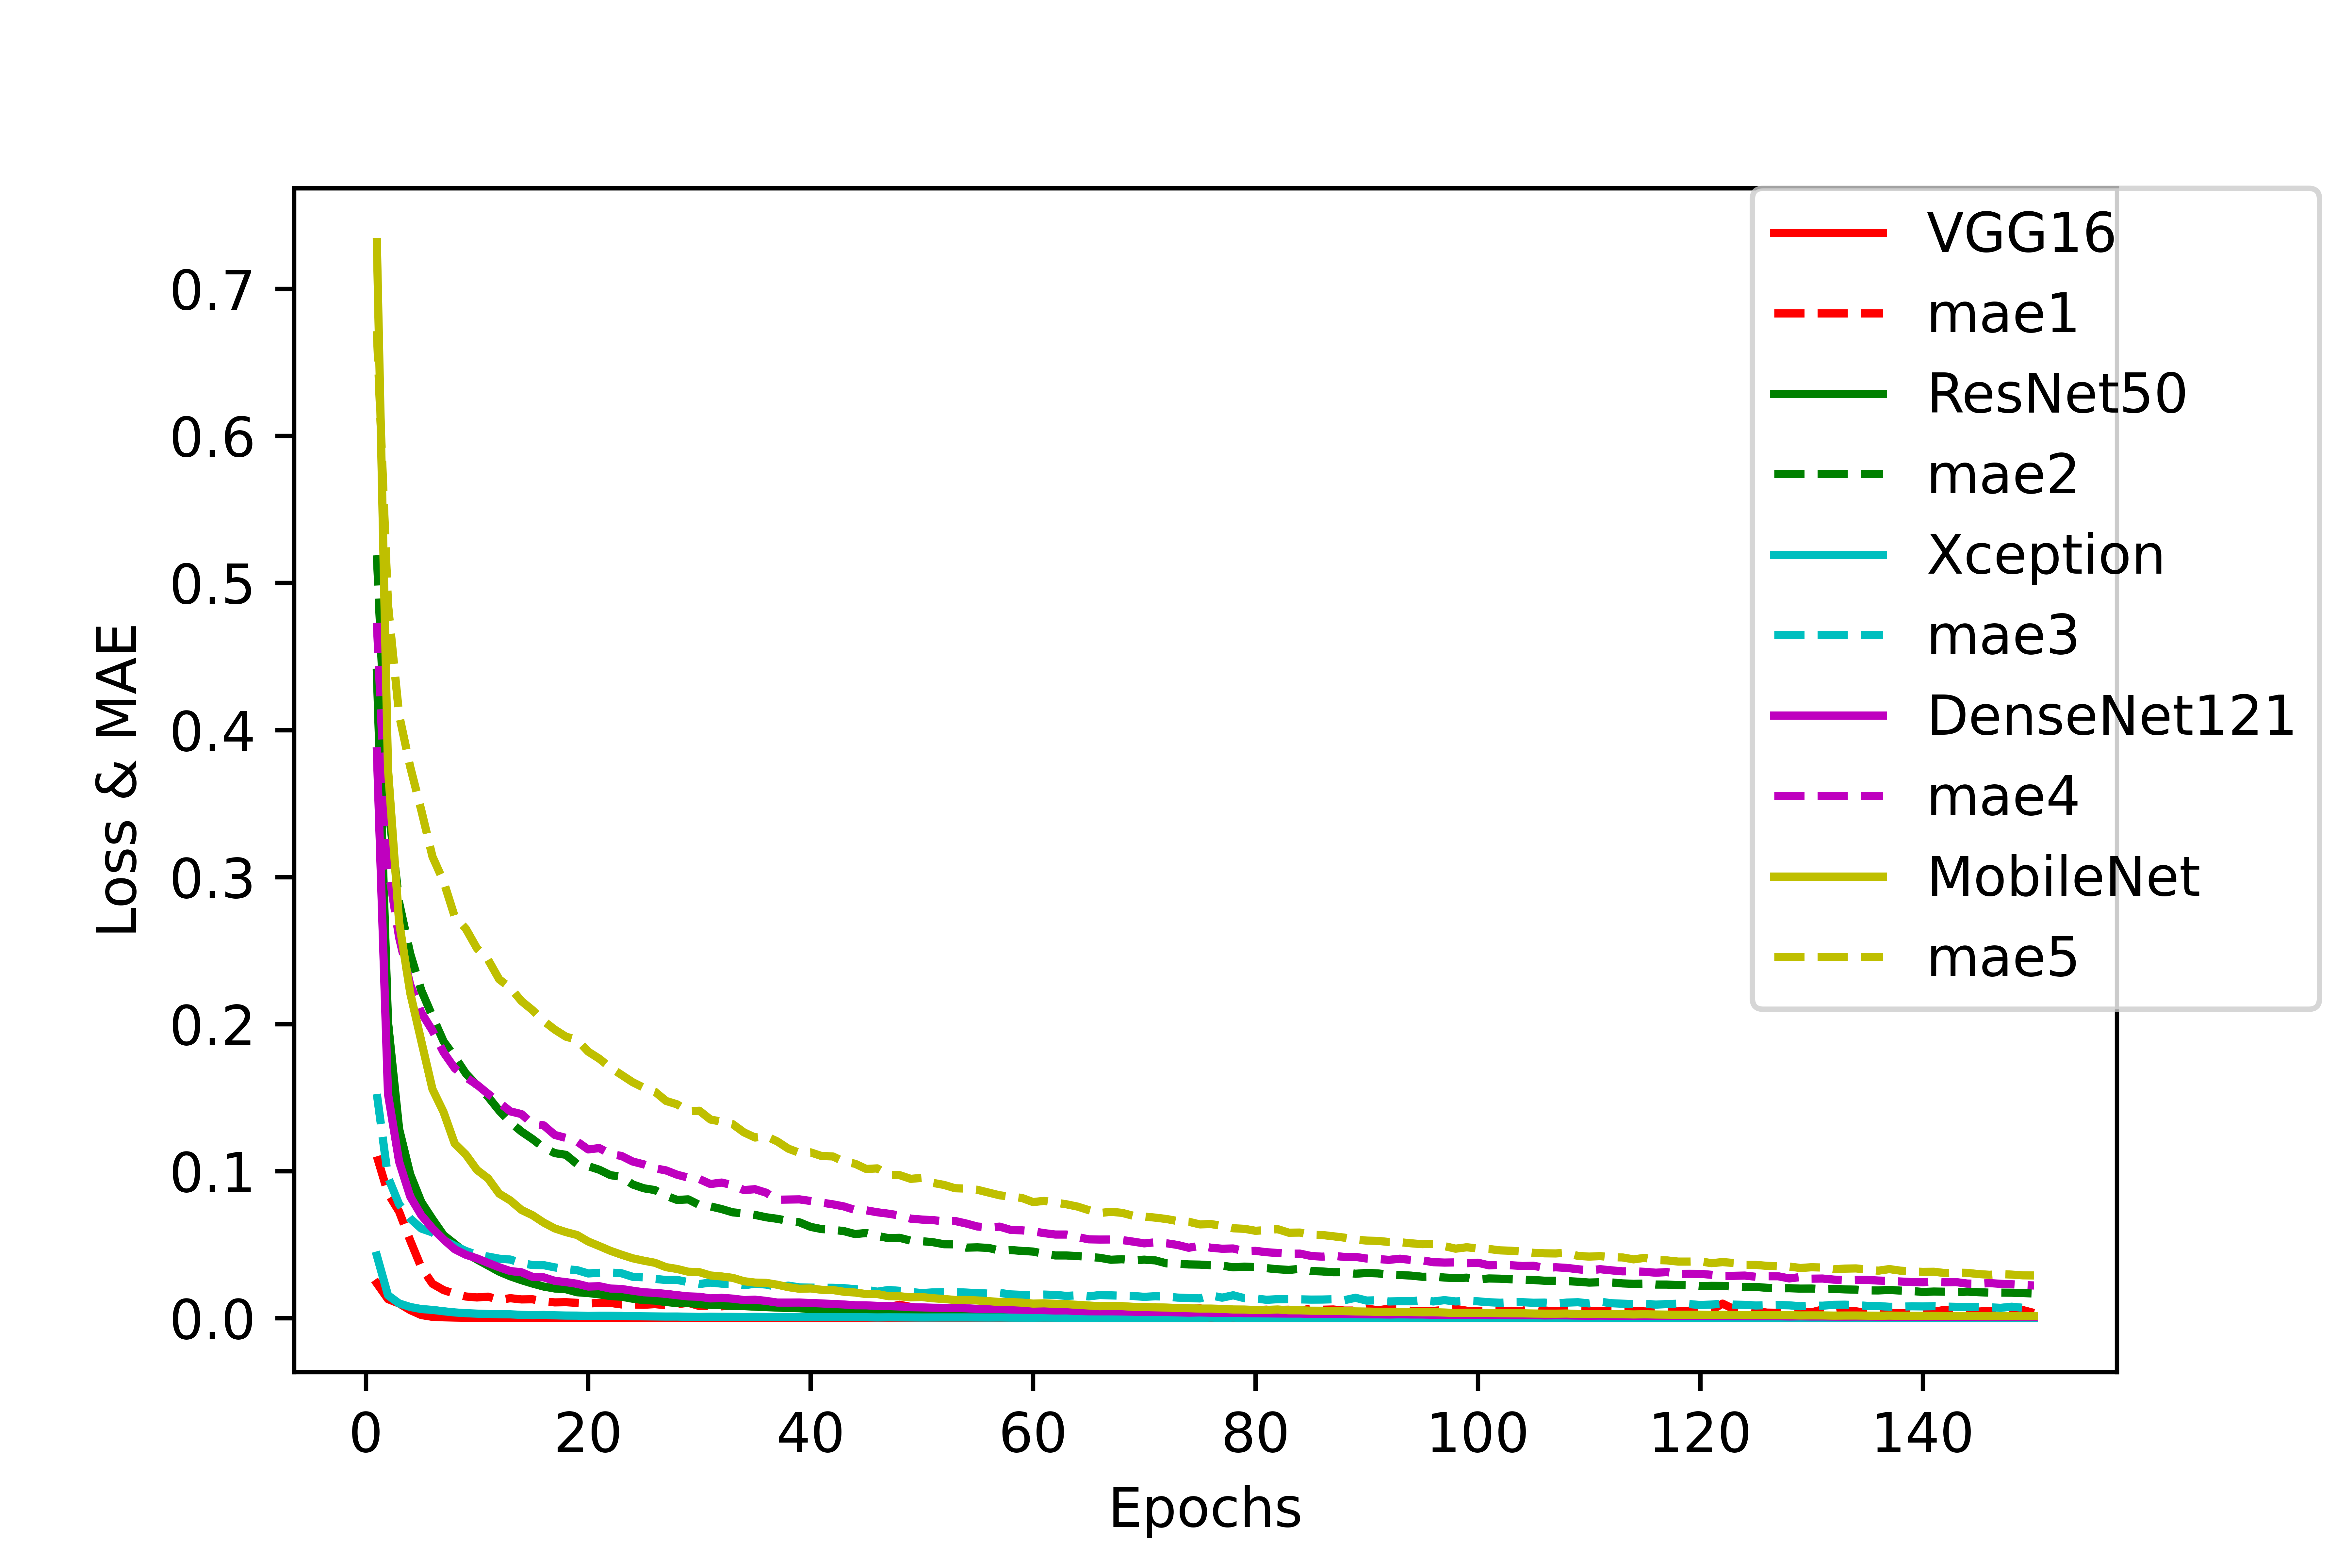 0.7
0.6
0.5
0.4
0.3
0.2
0.1
0.0
Loss & MAE
0 20 40 60 80 100 120 140
Epochs
VGG16
mae1
ResNet50
mae2
Xception
mae3
DenseNet121
mae4
MobileNet
mae5